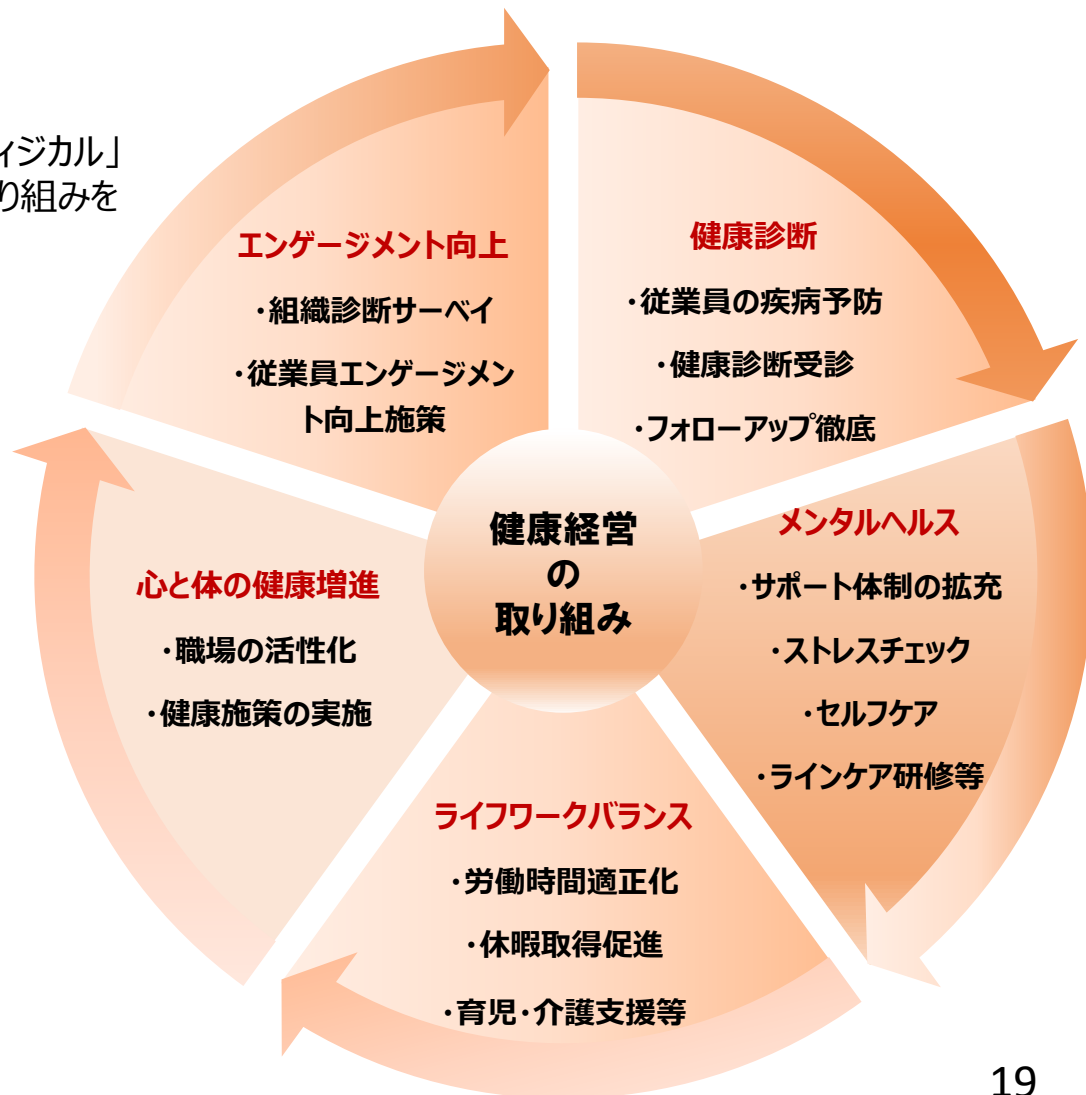 ィジカル」
り組みを
エンゲージメント向上
・組織診断サーベイ
・従業員エンゲージメン
ト向上施策
健康診断
・従業員の疾病予防
・健康診断受診
・フォローアップ徹底
健康経営
の
取り組み
メンタルヘルス
・サポート体制の拡充
・ストレスチェック
・セルフケア
・ラインケア研修等
心と体の健康増進
・職場の活性化
・健康施策の実施
ライフワークバランス
・労働時間適正化
・休暇取得促進
・育児・介護支援等
19